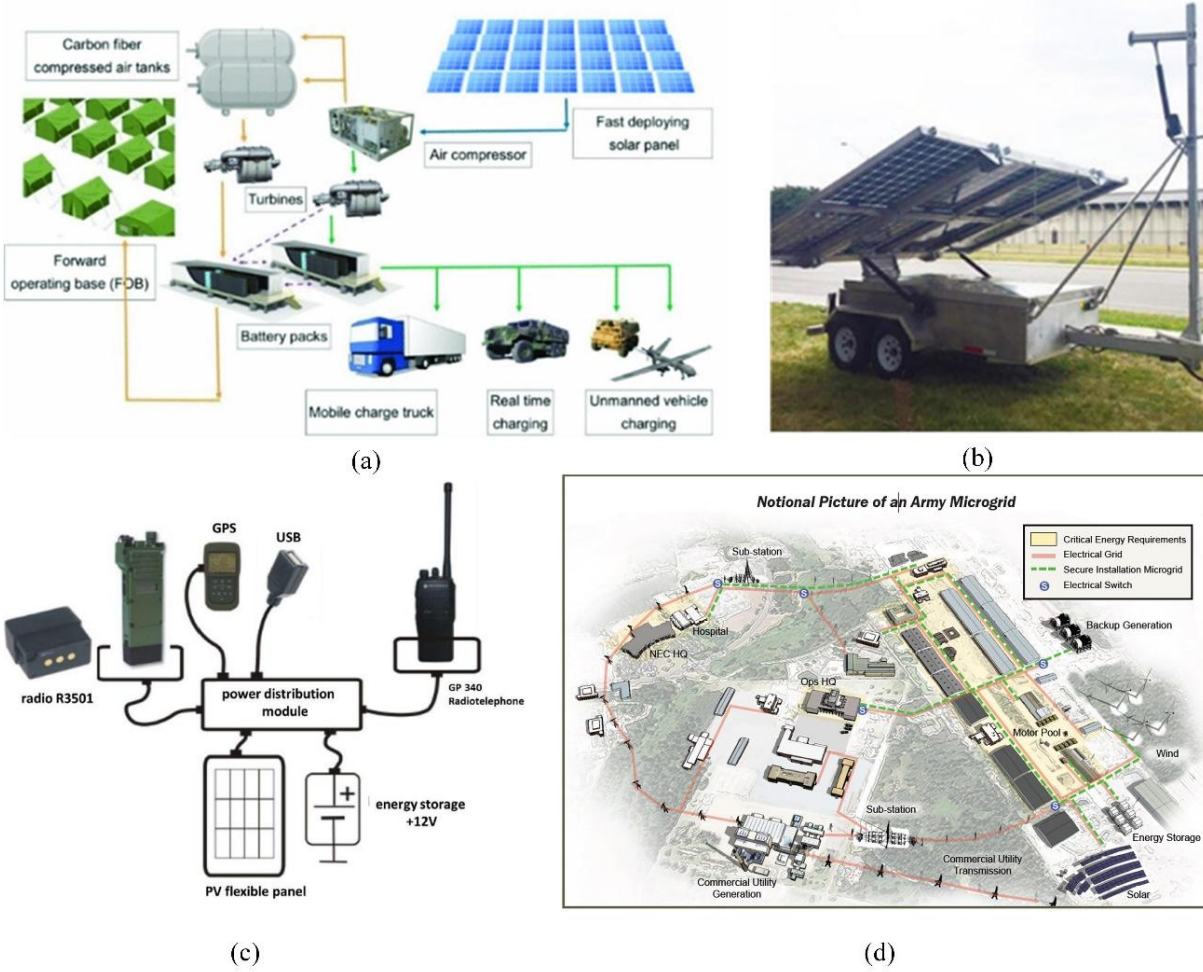 Carbon fiber
compressed air tanks
Fast deploying
solar panel
Air compressor
Turbines
Forward
operating base (FOB)
Battery packs
Mobile charge truck
Real time
charging
Unmanned vehicle
charging
(a)
(b)
GPS
USB
radio R3501
power distribution
module
GP 340
Radiotelephone
energy storage
+12V
PV flexible panel
(c)
Notional Picture of an Army Microgrid
Critical Energy Requirements
Electrical Grid
Secure Installation Microgrid
S Electrical Switch
Sub-station
S
S
Backup Generation
Hospital
NEC HQ
S
Ops HQ
S
Motor Pool
Wind
S
Sub-station
Energy Storage
Commercial Utility
Transmission
Commercial Utility
Generation
Solar
(d)